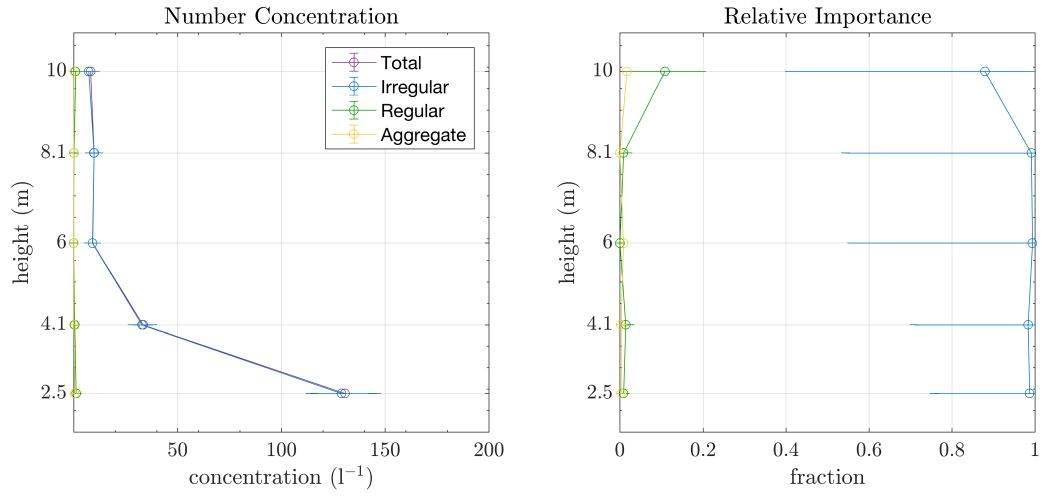 Number Concentration
10
8.1
6
4.1
2.5
height (m)
50
100
150
200
concentration (l⁻¹)
Total
Irregular
Regular
Aggregate
Relative Importance
10
8.1
6
4.1
2.5
height (m)
0
0.2
0.4
0.6
0.8
1
fraction